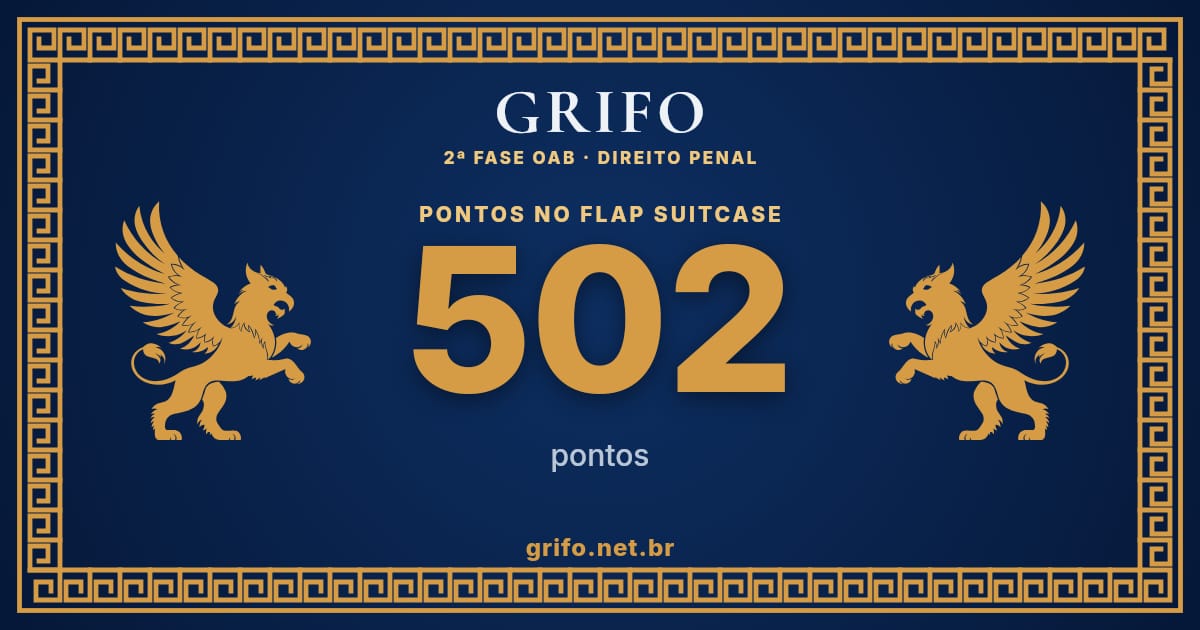 GRIFO
2ª FASE OAB · DIREITO PENAL
PONTOS NO FLAP SUITCASE
502
pontos
grifo.net.br